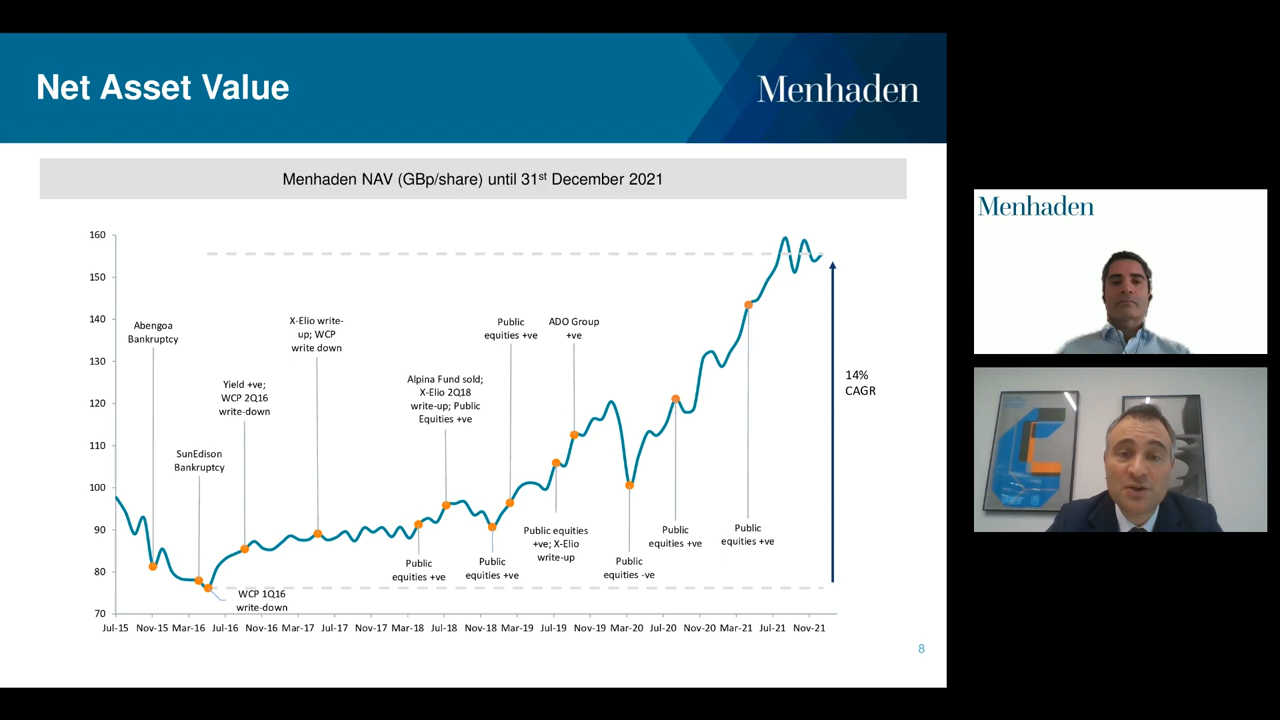 Net Asset Value
Menhaden
Menhaden NAV (GBp/share) until 31st December 2021
160
150
140
130
120
110
100
90
80
70
Abengoa
Bankruptcy
SunEdison
Bankruptcy
Yield +ve;
WCP 2Q16
write-down
WCP 1Q16
write-down
X-Elio write-
up; WCP
write down
Alpina Fund sold;
X-Elio 2Q18
write-up; Public
Equities +ve
Public
equities +ve
Public
equities +ve
Public
equities +ve
Public equities
+ve; X-Elio
write-up
ADO Group
+ve
Public
equities -ve
Public
equities +ve
Public
equities +ve
14%
CAGR
Jul-15 Nov-15 Mar-16 Jul-16 Nov-16 Mar-17 Jul-17 Nov-17 Mar-18 Jul-18 Nov-18 Mar-19 Jul-19 Nov-19 Mar-20 Jul-20 Nov-20 Mar-21 Jul-21 Nov-21
8
Menhaden